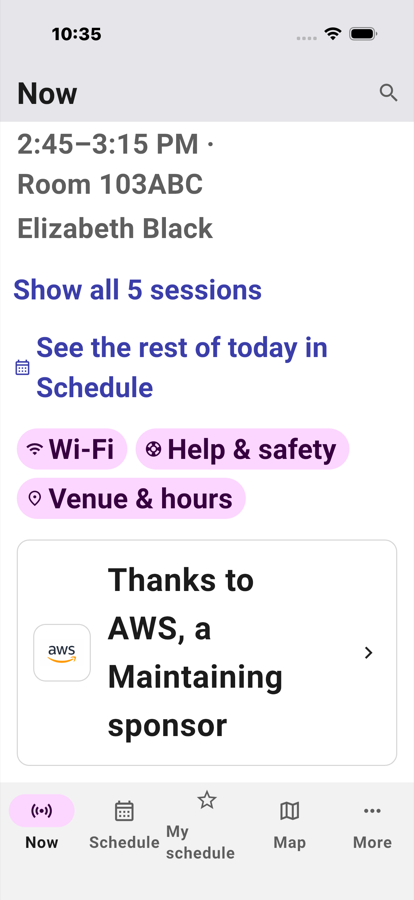 10:35
Now
2:45–3:15 PM ·
Room 103ABC
Elizabeth Black
Show all 5 sessions
See the rest of today in
Schedule
Wi-Fi
Help & safety
Venue & hours
Thanks to
AWS, a
Maintaining
sponsor
aws
Now
Schedule
My
schedule
Map
More